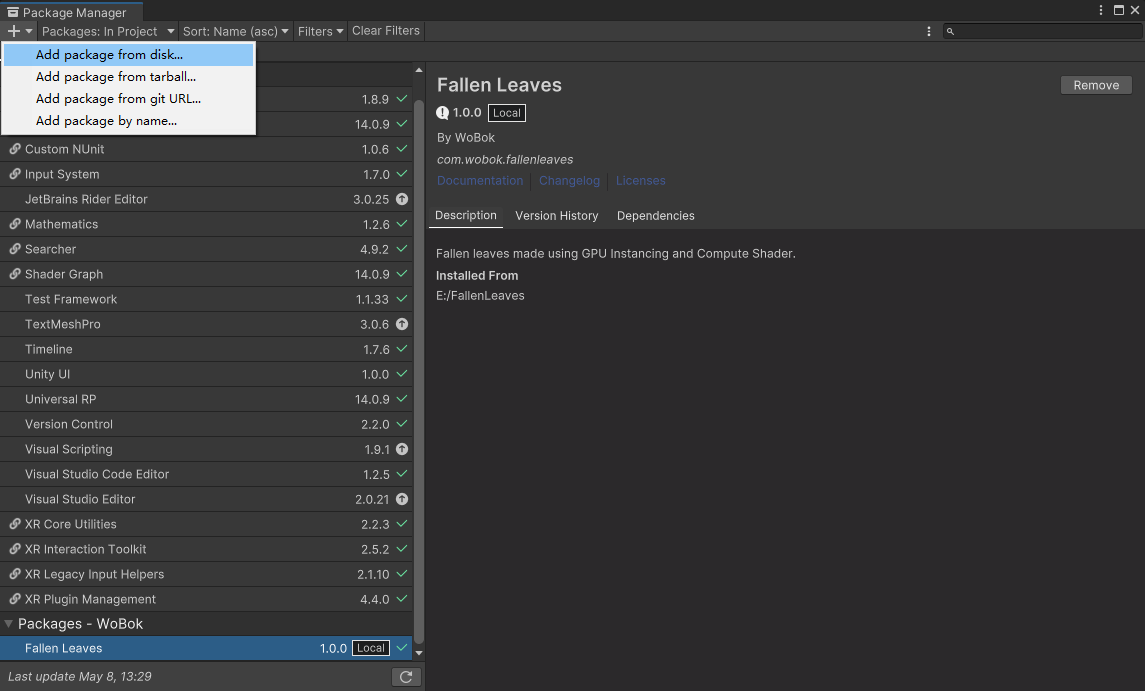 Package Manager
Packages: In Project
Sort: Name (asc)
Filters
Clear Filters
Add package from disk...
Add package from tarball...
Add package from git URL...
Add package by name...
1.8.9
14.0.9
Custom NUnit 1.0.6
Input System 1.7.0
JetBrains Rider Editor 3.0.25
Mathematics 1.2.6
Searcher 4.9.2
Shader Graph 14.0.9
Test Framework 1.1.33
TextMeshPro 3.0.6
Timeline 1.7.6
Unity UI 1.0.0
Universal RP 14.0.9
Version Control 2.2.0
Visual Scripting 1.9.1
Visual Studio Code Editor 1.2.5
Visual Studio Editor 2.0.21
XR Core Utilities 2.2.3
XR Interaction Toolkit 2.5.2
XR Legacy Input Helpers 2.1.10
XR Plugin Management 4.4.0
Packages - WoBok
Fallen Leaves 1.0.0 Local
Last update May 8, 13:29
Fallen Leaves
Remove
1.0.0 Local
By WoBok
com.wobok.fallenleaves
Documentation Changelog Licenses
Description Version History Dependencies
Fallen leaves made using GPU Instancing and Compute Shader.
Installed From
E:/FallenLeaves